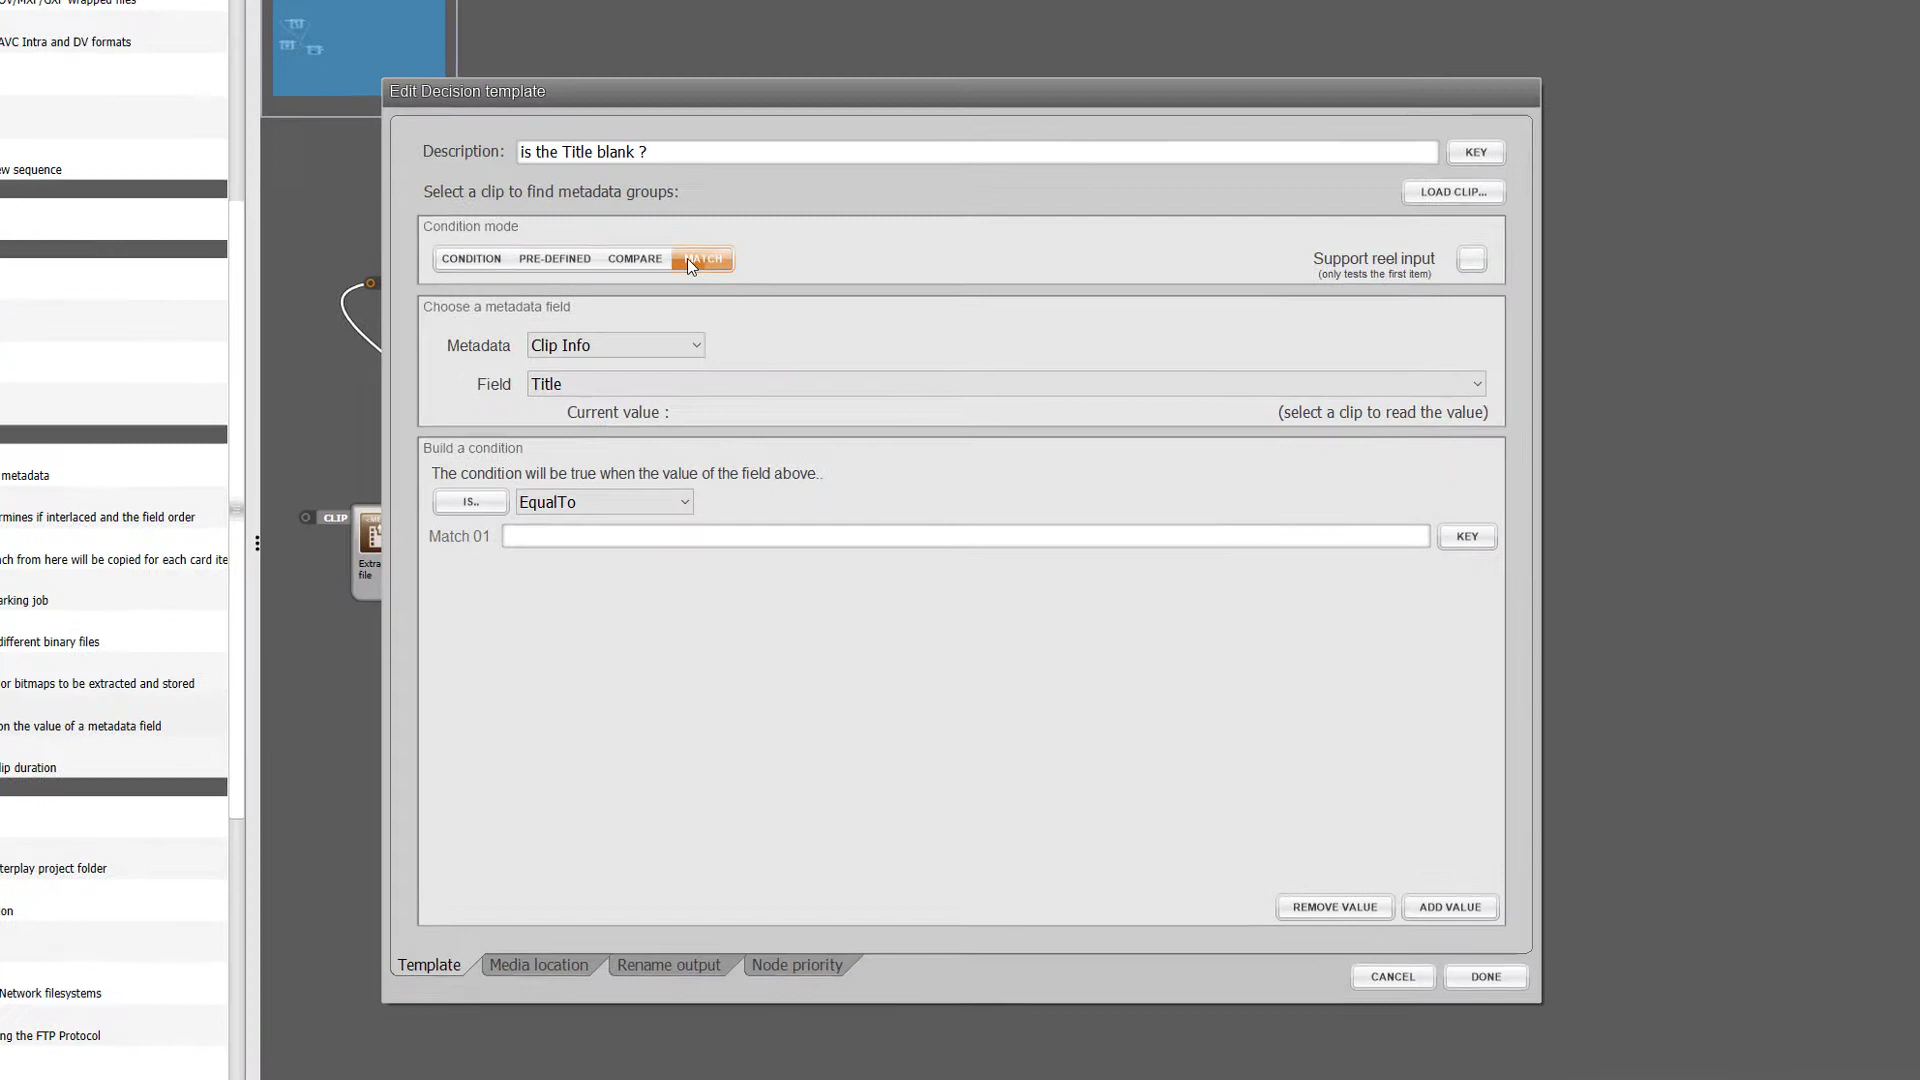 AVC Intra and DV formats
ew sequence
metadata
rmines if interlaced and the field order
ach from here will be copied for each card ite
arking job
different binary files
or bitmaps to be extracted and stored
on the value of a metadata field
lip duration
terplay project folder
on
Network filesystems
ng the FTP Protocol
CLIP
Extra
file
Edit Decision template
Description: is the Title blank ? KEY
Select a clip to find metadata groups: LOAD CLIP...
Condition mode
CONDITION PRE-DEFINED COMPARE MATCH
Support reel input
(only tests the first item)
Choose a metadata field
Metadata Clip Info
Field Title
Current value : (select a clip to read the value)
Build a condition
The condition will be true when the value of the field above..
IS.. EqualTo
Match 01 KEY
REMOVE VALUE ADD VALUE
Template Media location Rename output Node priority
CANCEL DONE